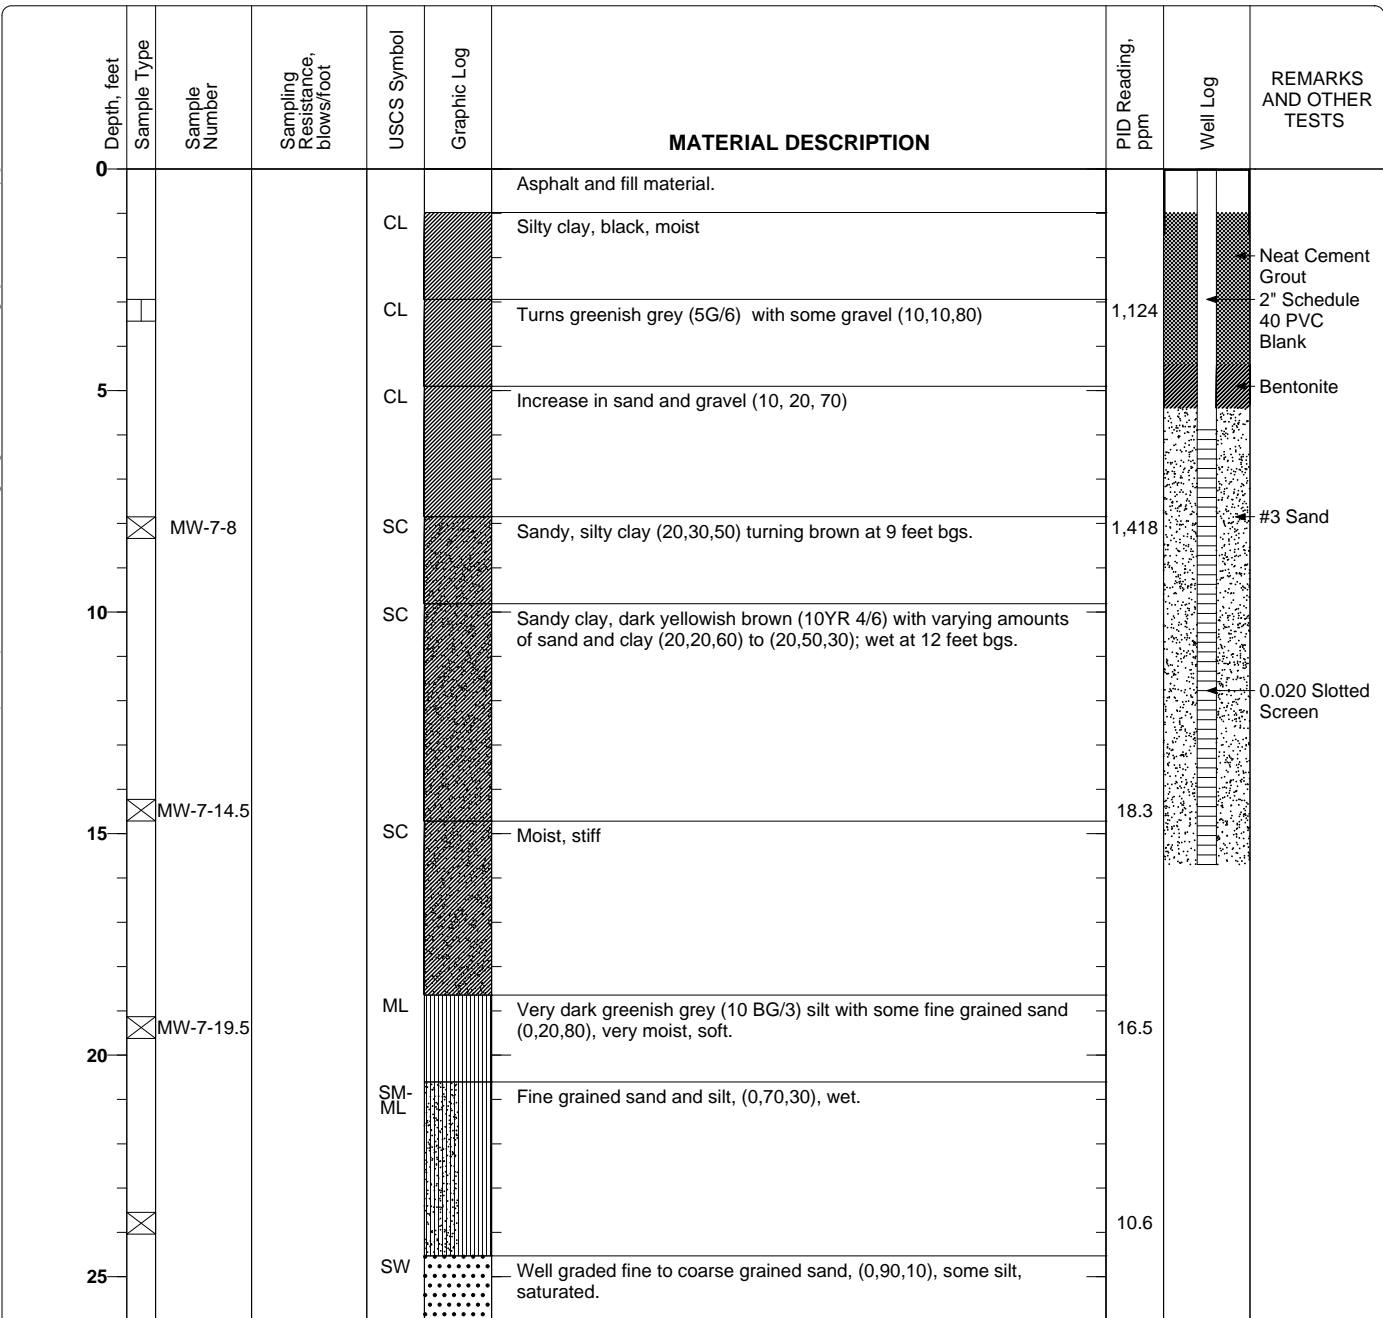 Depth, feet
Sample Type
Sample
Number
Sampling
Resistance,
blows/foot
USCS Symbol
Graphic Log
MATERIAL DESCRIPTION
PID Reading,
ppm
Well Log
REMARKS
AND OTHER
TESTS
0
Asphalt and fill material.
CL
Silty clay, black, moist
Neat Cement
Grout
CL
Turns greenish grey (5G/6) with some gravel (10,10,80)
1,124
2" Schedule
40 PVC
Blank
5
CL
Increase in sand and gravel (10, 20, 70)
Bentonite
MW-7-8
SC
Sandy, silty clay (20,30,50) turning brown at 9 feet bgs.
1,418
#3 Sand
10
SC
Sandy clay, dark yellowish brown (10YR 4/6) with varying amounts
of sand and clay (20,20,60) to (20,50,30); wet at 12 feet bgs.
0.020 Slotted
Screen
MW-7-14.5
18.3
15
SC
Moist, stiff
ML
Very dark greenish grey (10 BG/3) silt with some fine grained sand
(0,20,80), very moist, soft.
MW-7-19.5
16.5
20
SM-
ML
Fine grained sand and silt, (0,70,30), wet.
10.6
25
SW
Well graded fine to coarse grained sand, (0,90,10), some silt,
saturated.